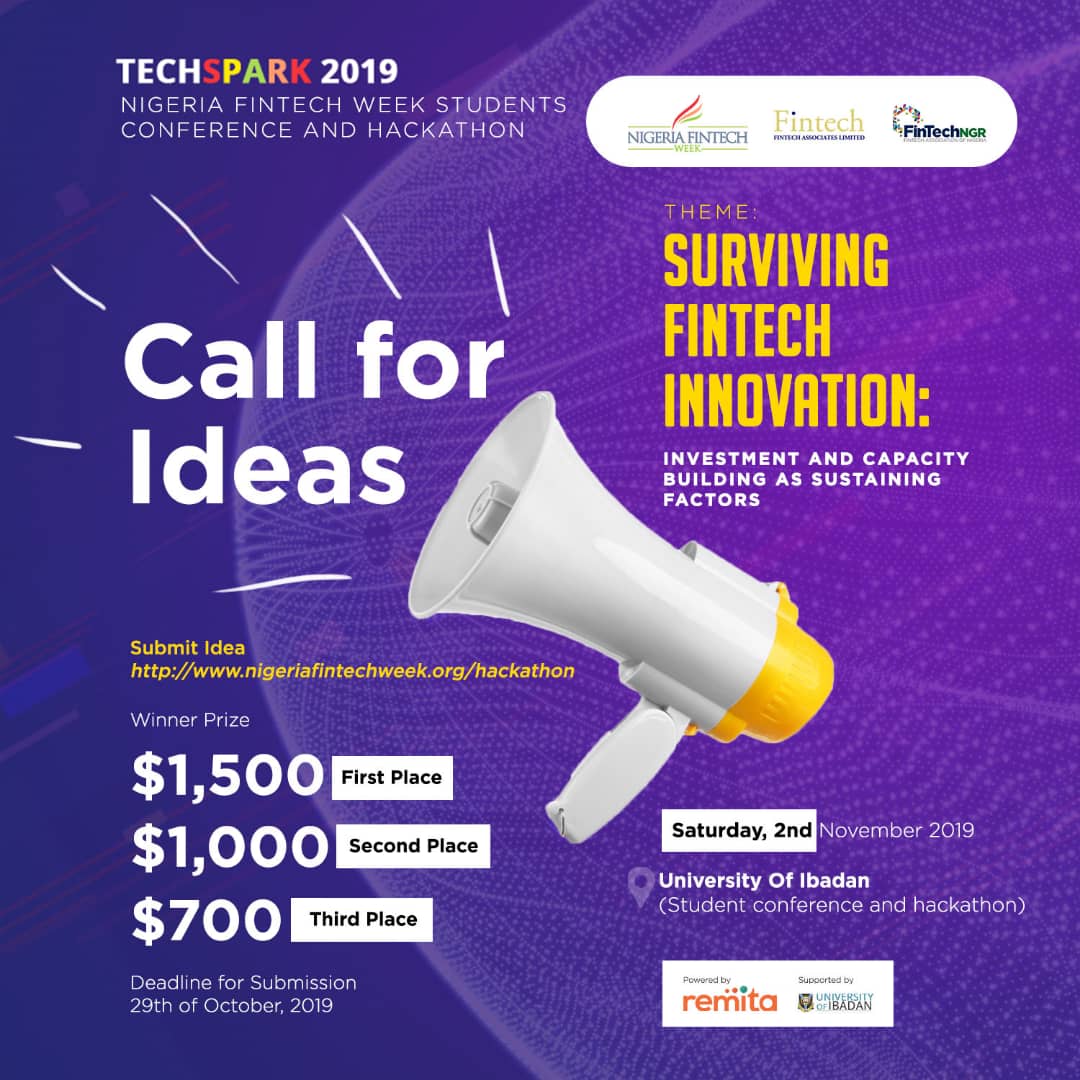 TECHSPARK 2019
NIGERIA FINTECH WEEK STUDENTS
CONFERENCE AND HACKATHON
NIGERIA FINTECH
WEEK
Fintech
FINTECH ASSOCIATES LIMITED
FINTECHNGR
FINTECH ASSOCIATION OF NIGERIA
THEME:
SURVIVING
FINTECH
INNOVATION:
INVESTMENT AND CAPACITY
BUILDING AS SUSTAINING
FACTORS
Call for
Ideas
Submit Idea
http://www.nigeriafintechweek.org/hackathon
Winner Prize
$1,500 First Place
$1,000 Second Place
$700 Third Place
Deadline for Submission
29th of October, 2019
Saturday, 2nd November 2019
University Of Ibadan
(Student conference and hackathon)
Powered by
remita
Supported by
UNIVERSITY
OF IBADAN